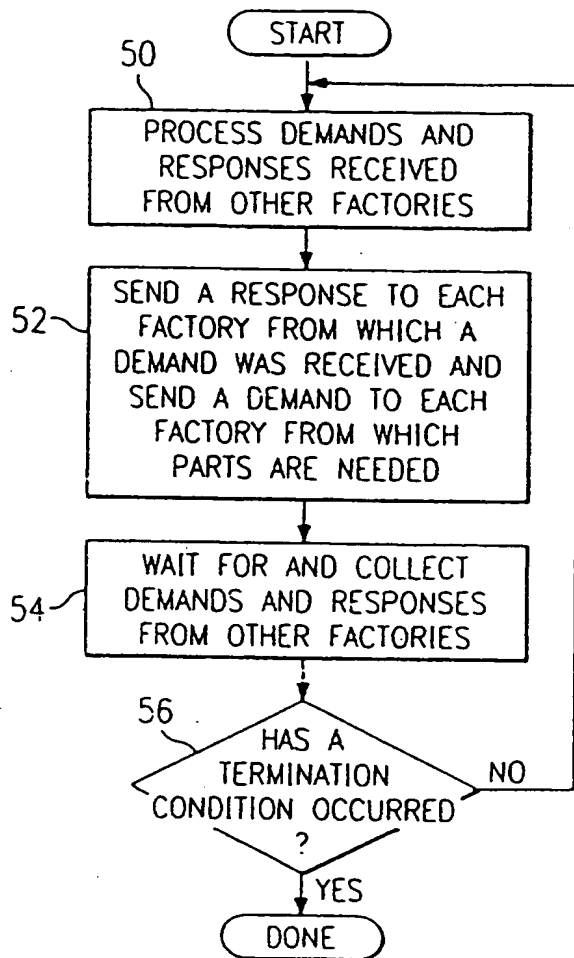 START
50
PROCESS DEMANDS AND
RESPONSES RECEIVED
FROM OTHER FACTORIES
52
SEND A RESPONSE TO EACH
FACTORY FROM WHICH A
DEMAND WAS RECEIVED AND
SEND A DEMAND TO EACH
FACTORY FROM WHICH
PARTS ARE NEEDED
54
WAIT FOR AND COLLECT
DEMANDS AND RESPONSES
FROM OTHER FACTORIES
56
HAS A
TERMINATION
CONDITION OCCURRED
?
NO
YES
DONE